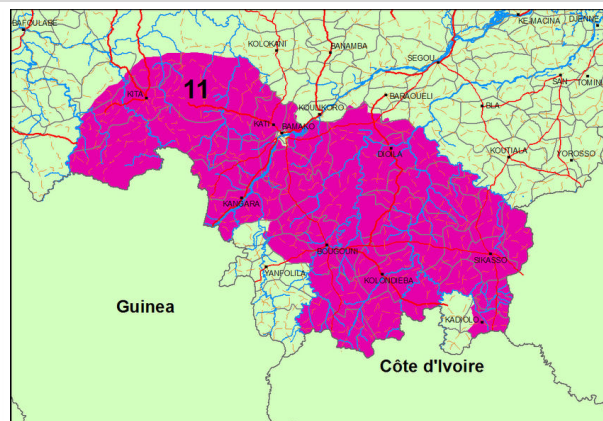 BAFOULABE
KE-MACINA
DJENNE
KOLOKANI
BANAMBA
SEGOU
SAN
TOMINI
KITA
11
BARAOUELI
BLA
KOULIKORO
KATI
BAMAKO
DIOILA
KOUTIALA
YOROSSO
KANGARA
BOUGOUNI
SIKASSO
YANFOLILA
KOLONDIEBA
Guinea
KADIOLO
Côte d'Ivoire